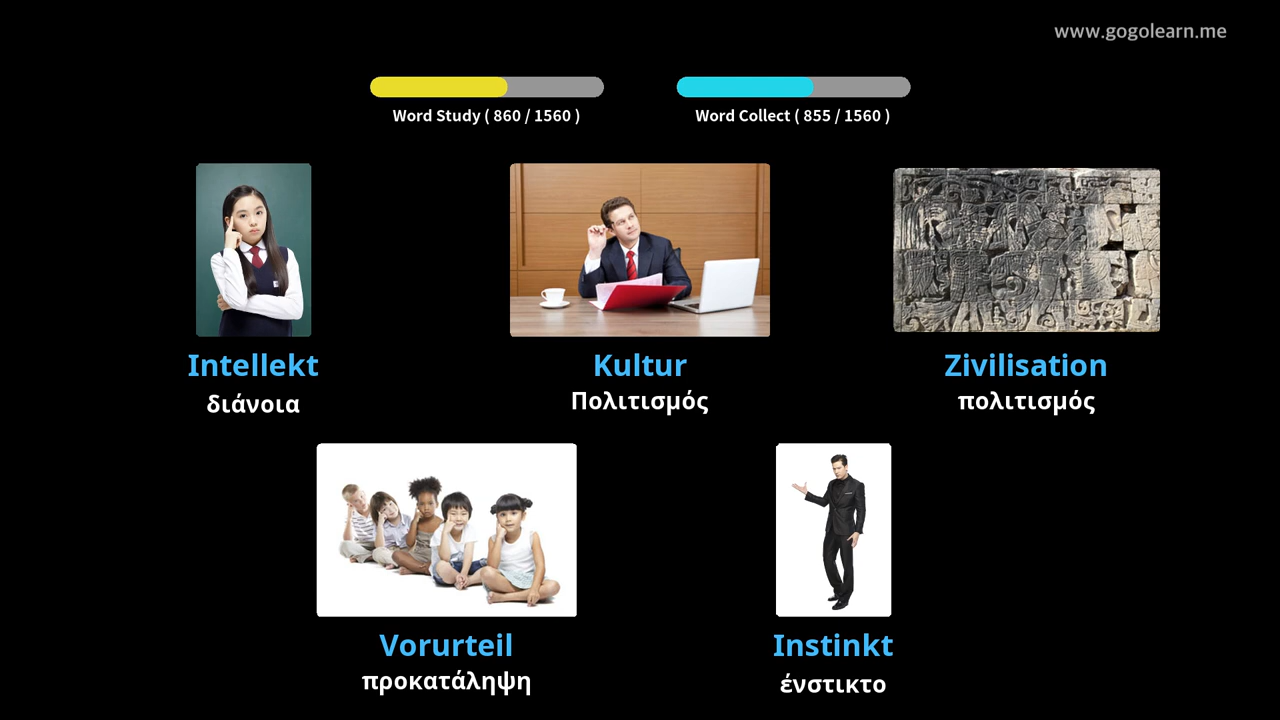 www.gogolearn.me
Word Study ( 860 / 1560 )
Word Collect ( 855 / 1560 )
Intellekt
διάνοια
Kultur
Πολιτισμός
Zivilisation
πολιτισμός
Vorurteil
προκατάληψη
Instinkt
ένστικτο